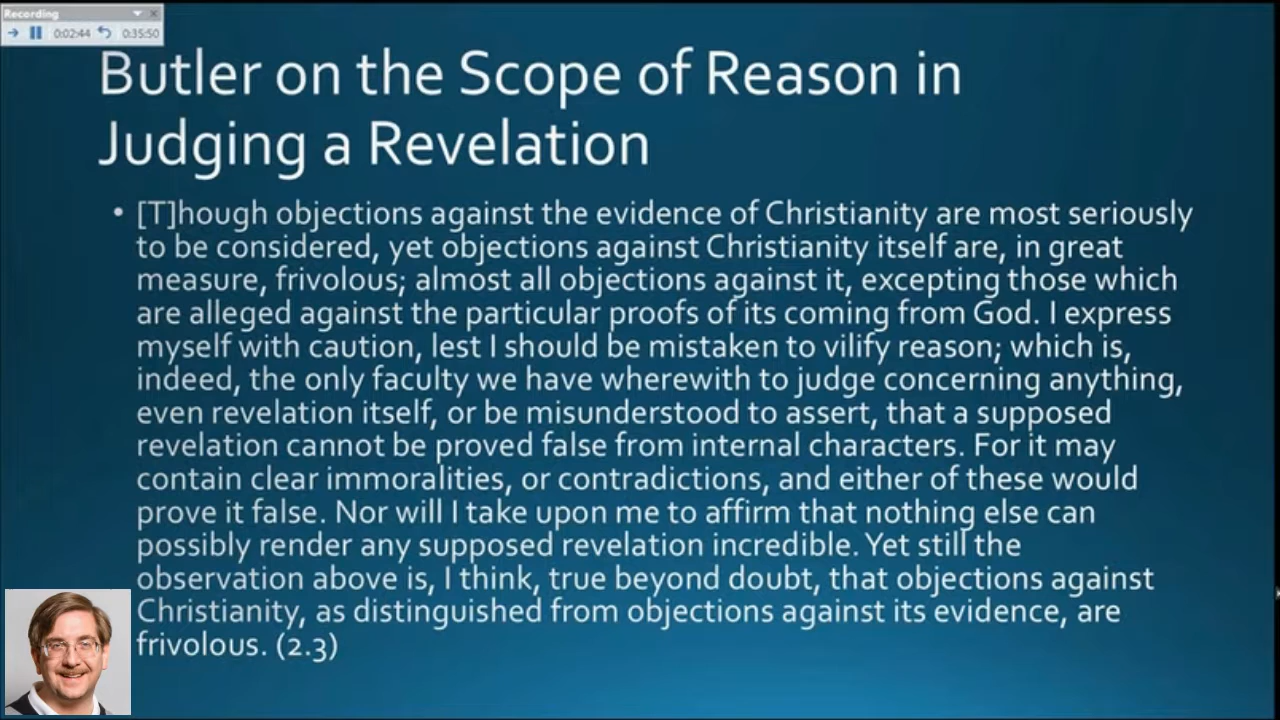 Recording
0:02:44 0:35:50
Butler on the Scope of Reason in
Judging a Revelation
• [T]hough objections against the evidence of Christianity are most seriously
to be considered, yet objections against Christianity itself are, in great
measure, frivolous; almost all objections against it, excepting those which
are alleged against the particular proofs of its coming from God. I express
myself with caution, lest I should be mistaken to vilify reason; which is,
indeed, the only faculty we have wherewith to judge concerning anything,
even revelation itself, or be misunderstood to assert, that a supposed
revelation cannot be proved false from internal characters. For it may
contain clear immoralities, or contradictions, and either of these would
prove it false. Nor will I take upon me to affirm that nothing else can
possibly render any supposed revelation incredible. Yet still the
observation above is, I think, true beyond doubt, that objections against
Christianity, as distinguished from objections against its evidence, are
frivolous. (2.3)